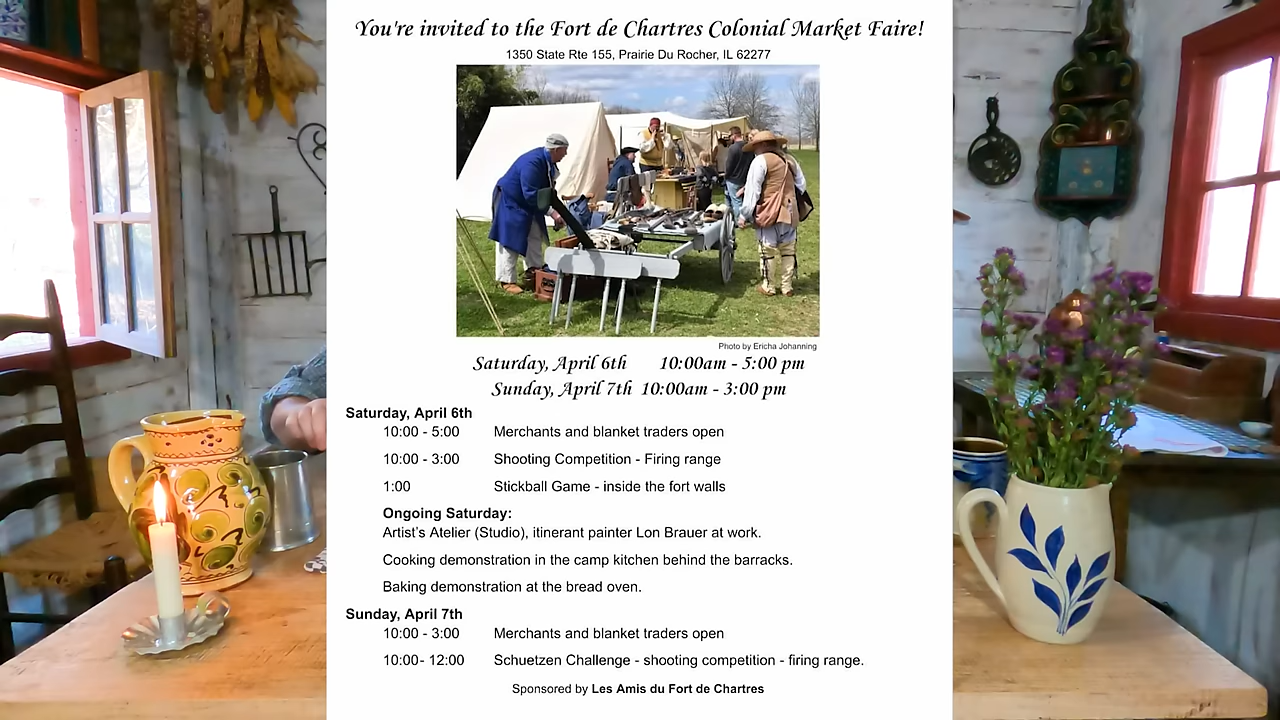 You're invited to the Fort de Chartres Colonial Market Faire!
1350 State Rte 155, Prairie Du Rocher, IL 62277
Photo by Ericha Johanning
Saturday, April 6th 10:00am - 5:00 pm
Sunday, April 7th 10:00am - 3:00 pm
Saturday, April 6th
10:00 - 5:00 Merchants and blanket traders open
10:00 - 3:00 Shooting Competition - Firing range
1:00 Stickball Game - inside the fort walls
Ongoing Saturday:
Artist's Atelier (Studio), itinerant painter Lon Brauer at work.
Cooking demonstration in the camp kitchen behind the barracks.
Baking demonstration at the bread oven.
Sunday, April 7th
10:00 - 3:00 Merchants and blanket traders open
10:00- 12:00 Schuetzen Challenge - shooting competition - firing range.
Sponsored by Les Amis du Fort de Chartres